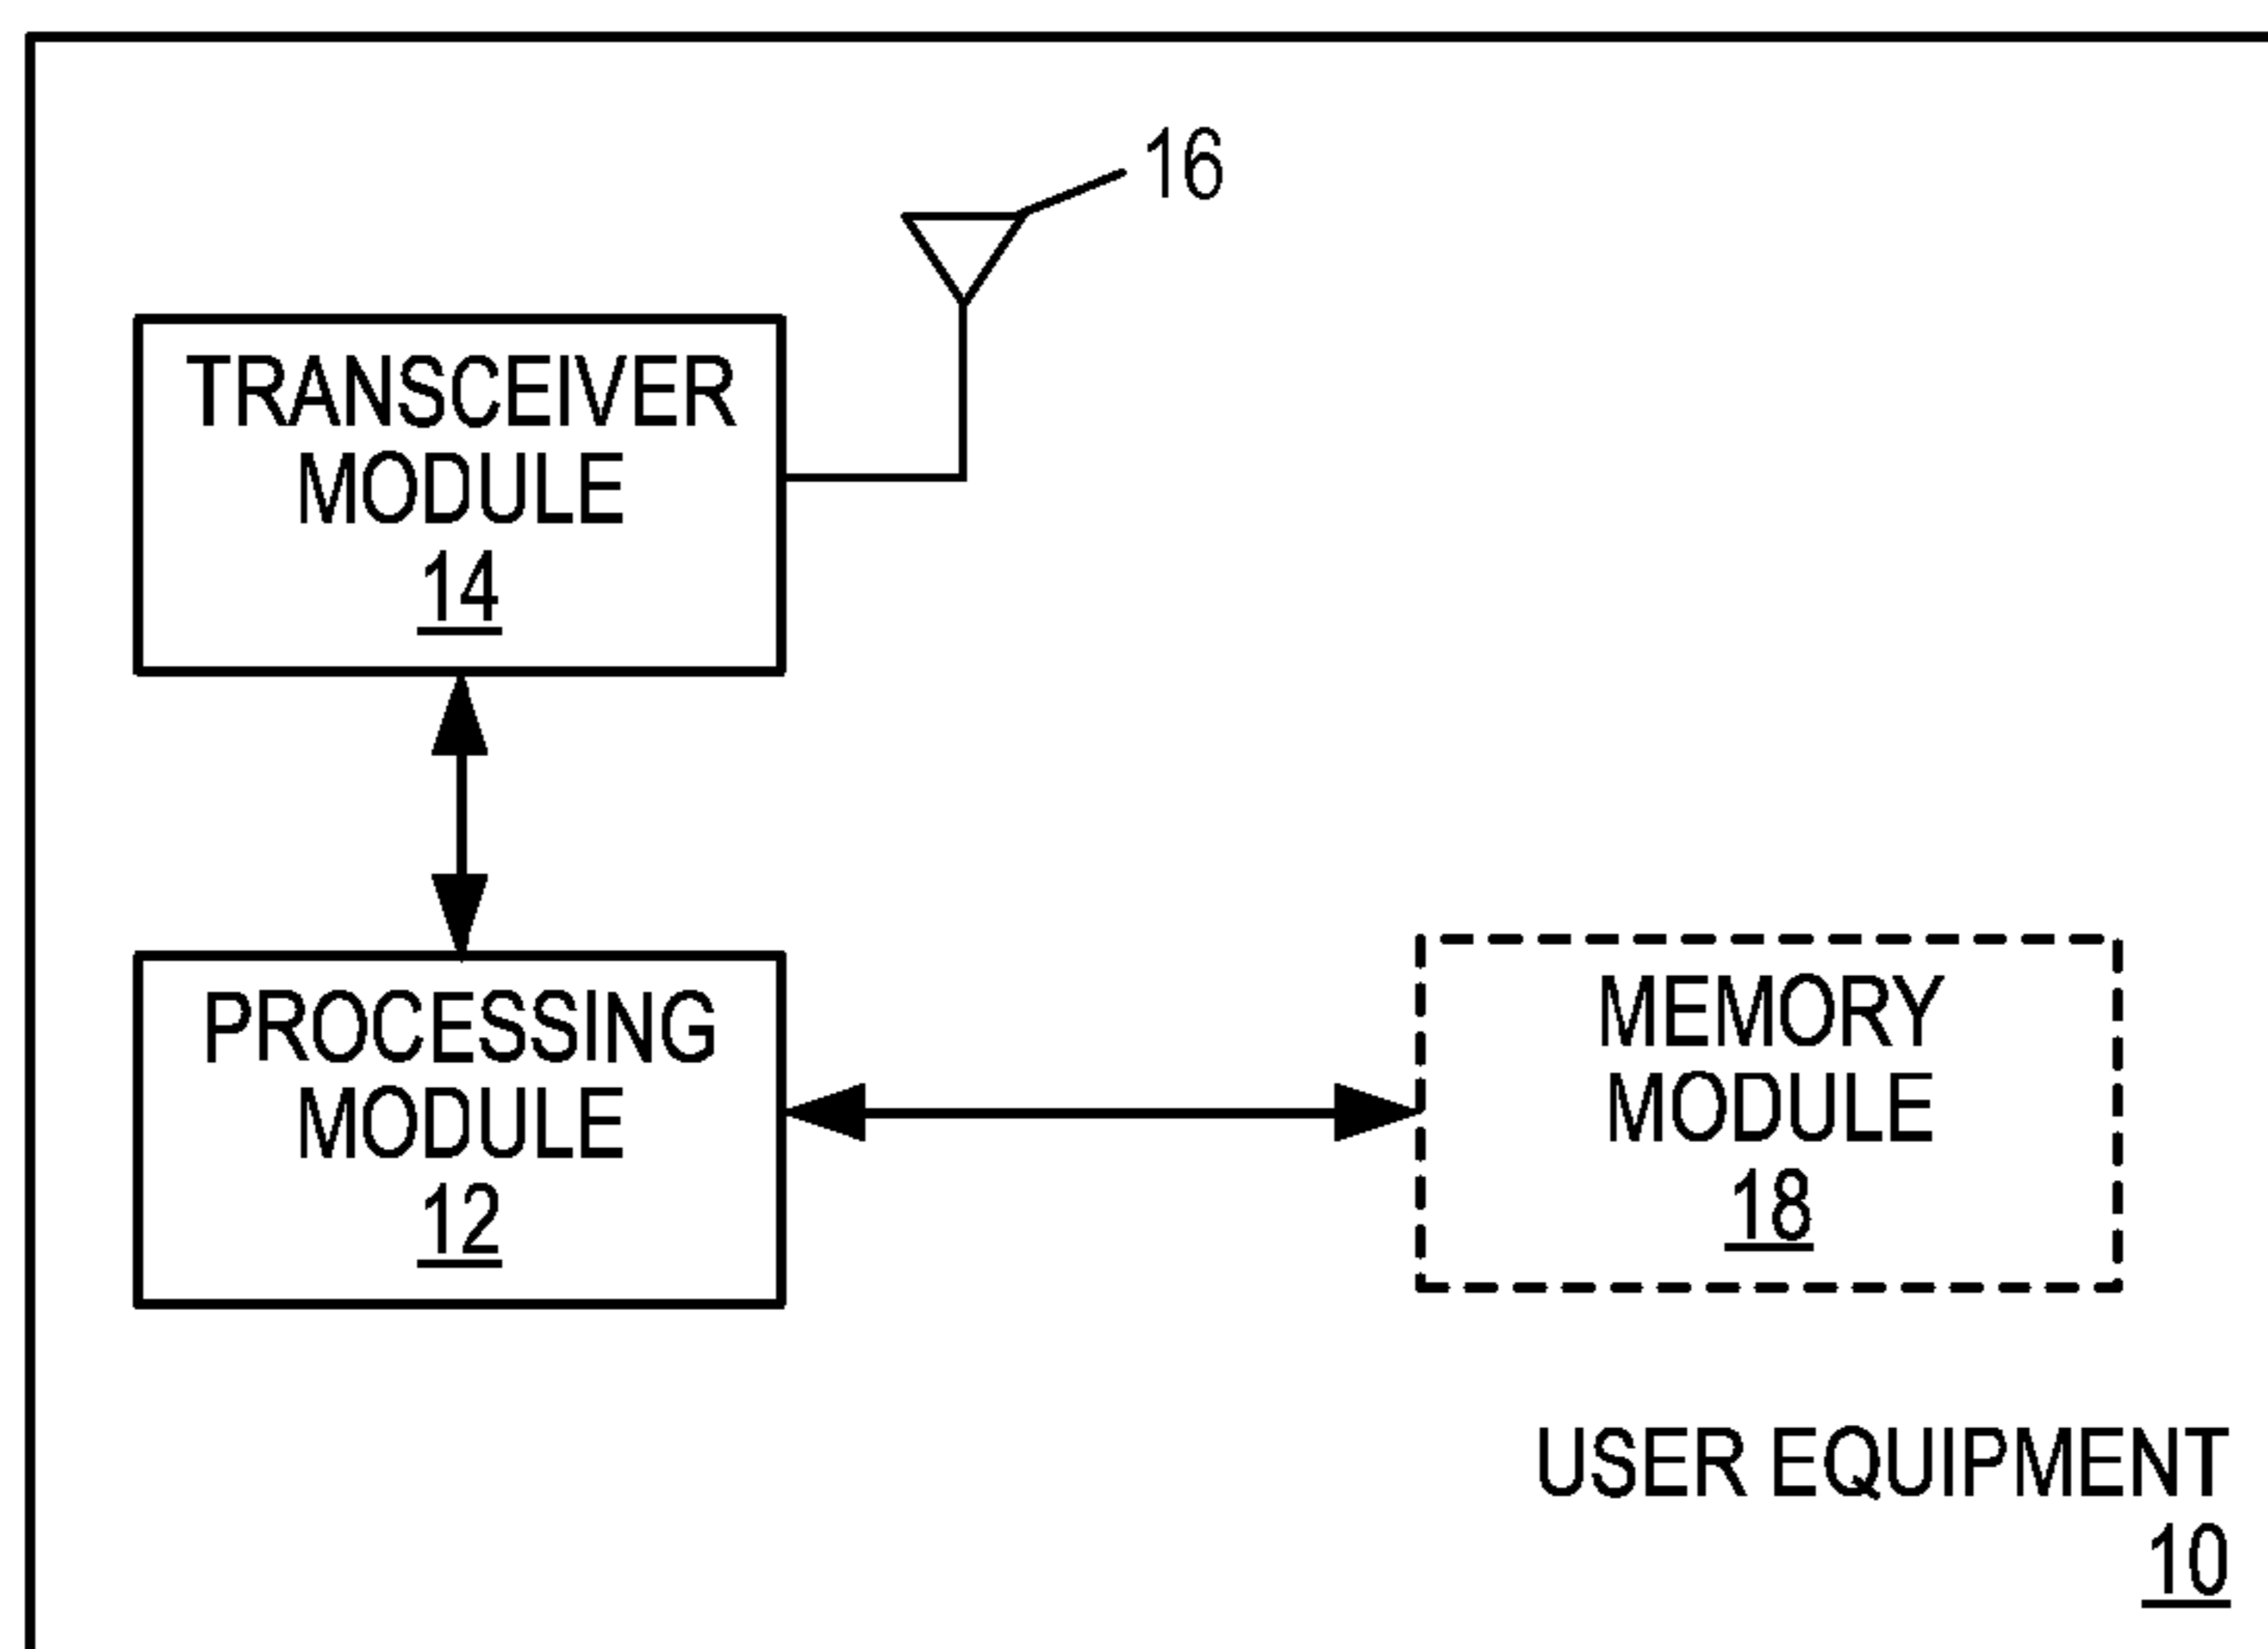 16
TRANSCEIVER
MODULE
14
PROCESSING
MODULE
12
MEMORY
MODULE
18
USER EQUIPMENT
10